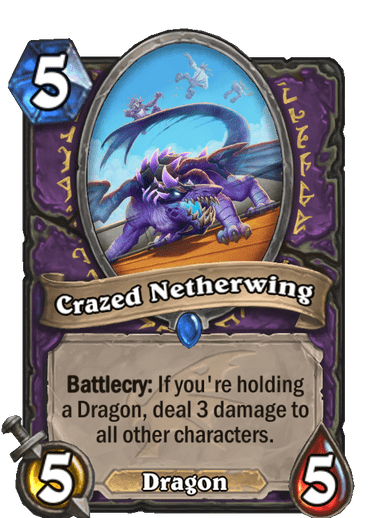 5
Crazed Netherwing
Battlecry: If you're holding
a Dragon, deal 3 damage to
all other characters.
5
Dragon
5